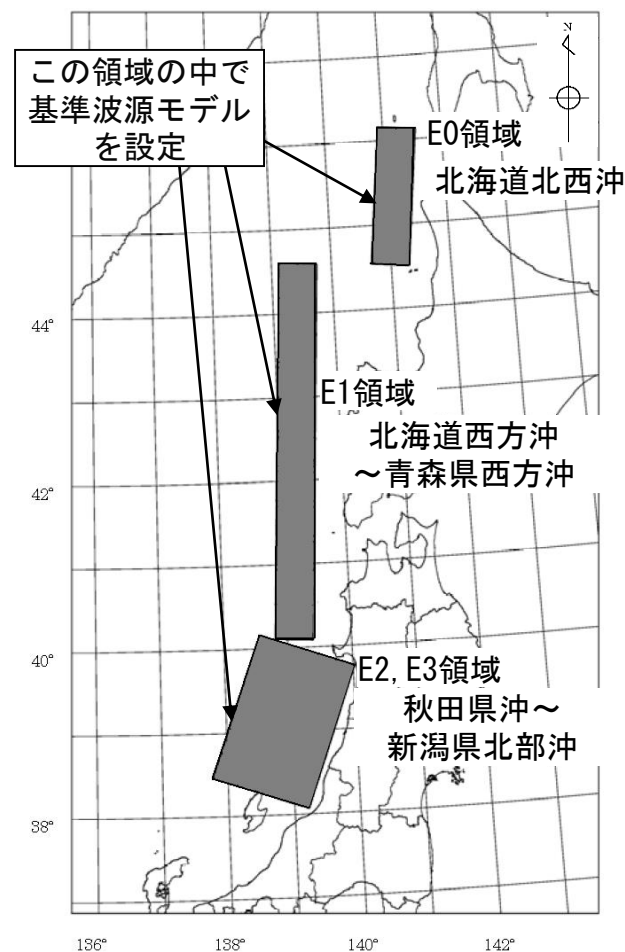 N
この領域の中で
基準波源モデル
を設定
E0領域
北海道北西沖
44°
E1領域
北海道西方沖
～青森県西方沖
42°
40°
E2,E3領域
秋田県沖～
新潟県北部沖
38°
136°
138°
140°
142°